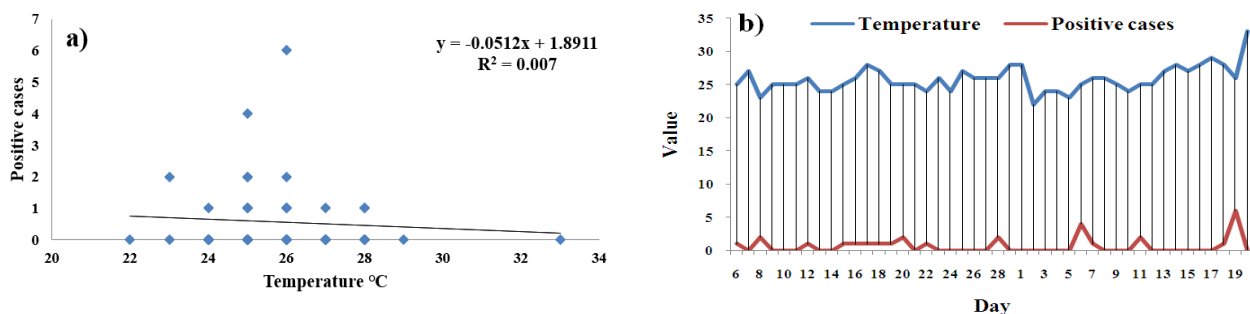 a)
y = -0.0512x + 1.8911
R² = 0.007
Positive cases
7
6
5
4
3
2
1
0
20 22 24 26 28 30 32 34
Temperature °C
b)
Temperature Positive cases
Value
35
30
25
20
15
10
5
0
6 8 10 12 14 16 18 20 22 24 26 28 1 3 5 7 9 11 13 15 17 19
Day